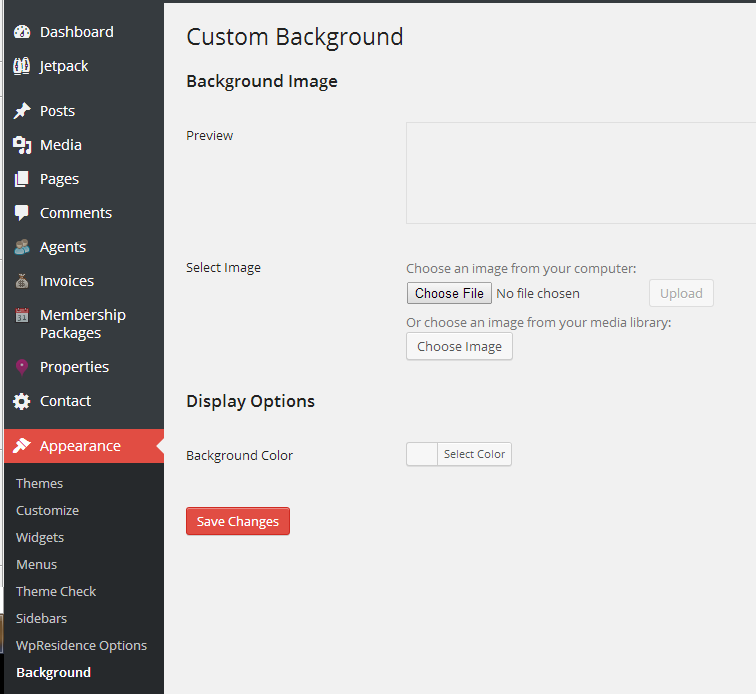 Dashboard
Jetpack
Posts
Media
Pages
Comments
Agents
Invoices
31
Membership
Packages
Properties
Contact
Appearance
Themes
Customize
Widgets
Menus
Theme Check
Sidebars
WpResidence Options
Background
Custom Background
Background Image
Preview
Select Image
Choose an image from your computer:
Choose File No file chosen Upload
Or choose an image from your media library:
Choose Image
Display Options
Background Color Select Color
Save Changes